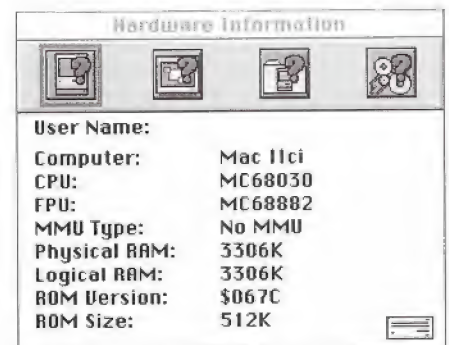 Hardware Information
User Name:
Computer: Mac IIci
CPU: MC68030
FPU: MC68882
MMU Type: No MMU
Physical RAM: 3306K
Logical RAM: 3306K
ROM Version: $067C
ROM Size: 512K